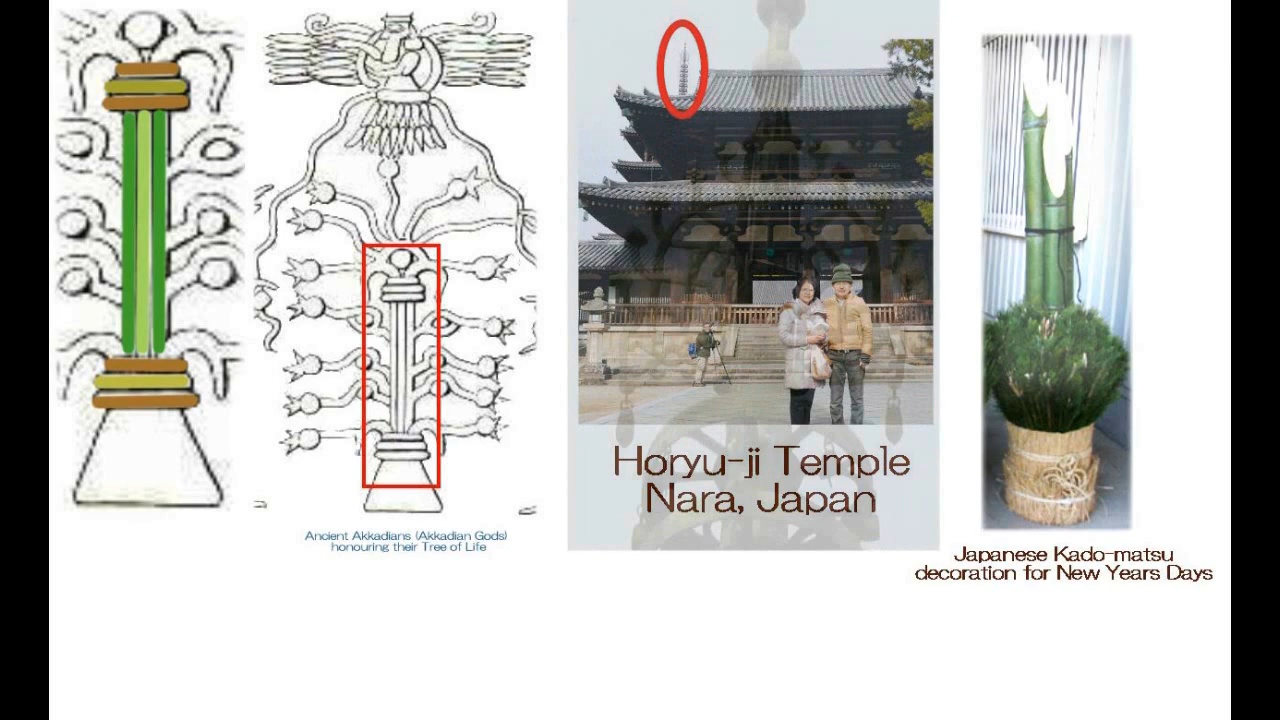 Ancient Akkadians (Akkadian Gods)
honouring their Tree of Life
Horyu-ji Temple
Nara, Japan
Japanese Kado-matsu
decoration for New Years Days